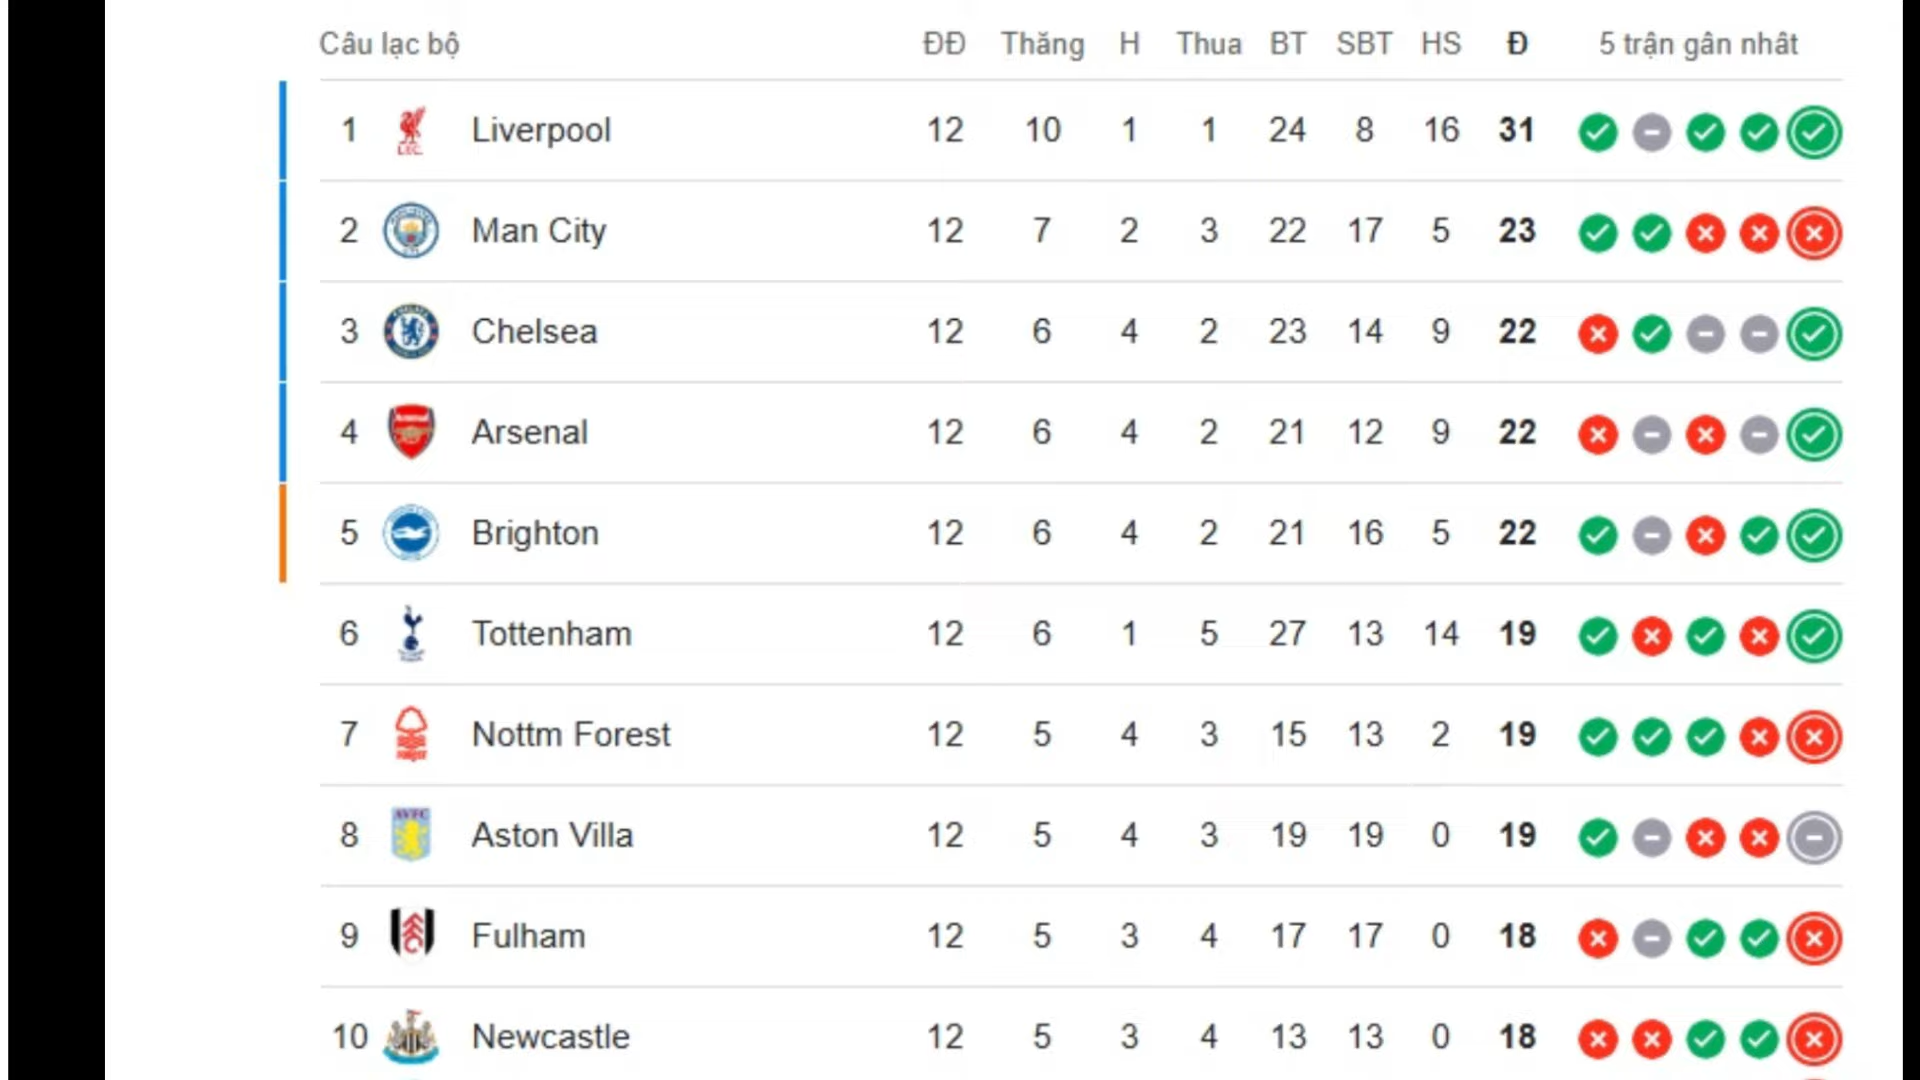 Câu lạc bộ ĐĐ Thắng H Thua BT SBT HS Đ 5 trận gần nhất
1 Liverpool 12 10 1 1 24 8 16 31
2 Man City 12 7 2 3 22 17 5 23
3 Chelsea 12 6 4 2 23 14 9 22
4 Arsenal 12 6 4 2 21 12 9 22
5 Brighton 12 6 4 2 21 16 5 22
6 Tottenham 12 6 1 5 27 13 14 19
7 Nottm Forest 12 5 4 3 15 13 2 19
8 Aston Villa 12 5 4 3 19 19 0 19
9 Fulham 12 5 3 4 17 17 0 18
10 Newcastle 12 5 3 4 13 13 0 18